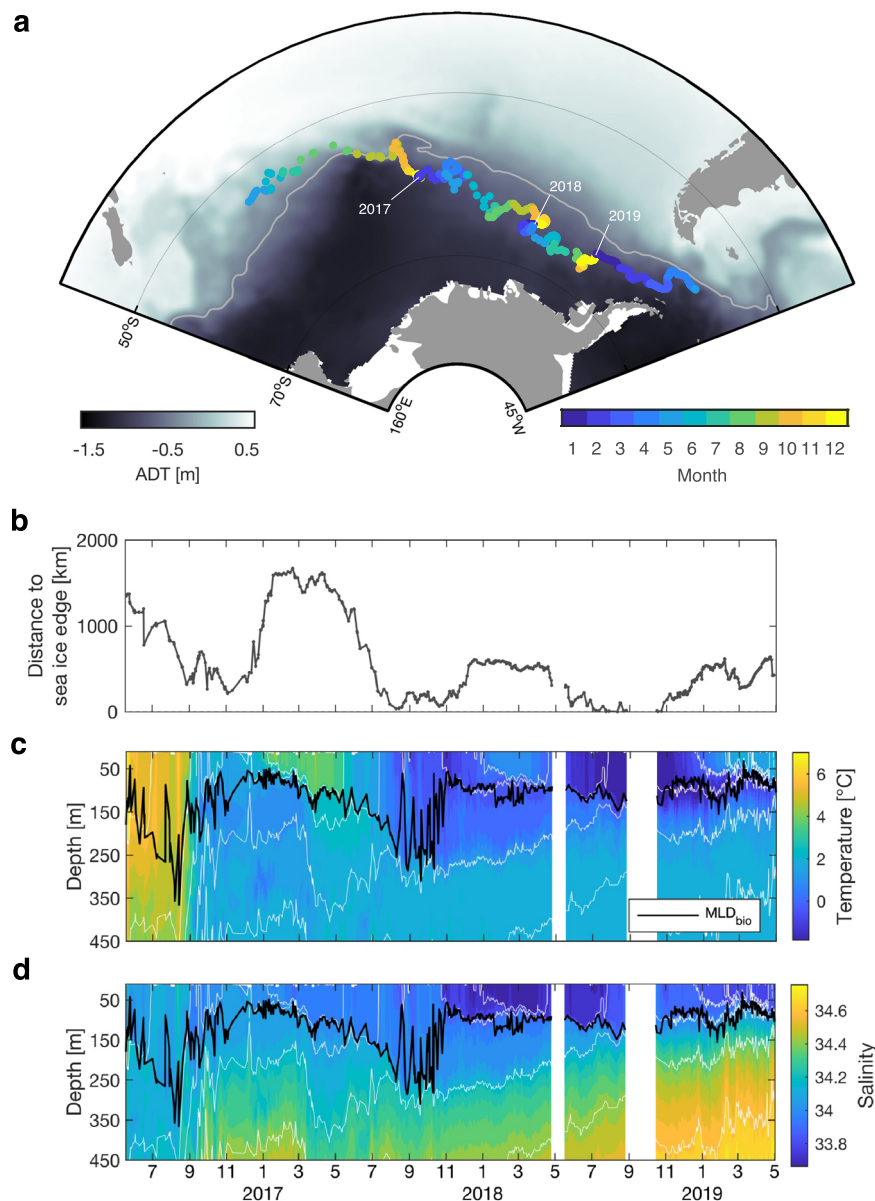 a
2017
2018
2019
50°S
70°S
160°E
45°W
-1.5 -0.5 0.5
ADT [m]
1 2 3 4 5 6 7 8 9 10 11 12
Month
b
2000
1000
0
Distance to
sea ice edge [km]
c
50
150
250
350
450
Depth [m]
MLDbio
6
4
2
0
Temperature [°C]
d
50
150
250
350
450
Depth [m]
34.6
34.4
34.2
34
33.8
Salinity
7 9 11 1 3 5 7 9 11 1 3 5 7 9 11 1 3 5
2017 2018 2019